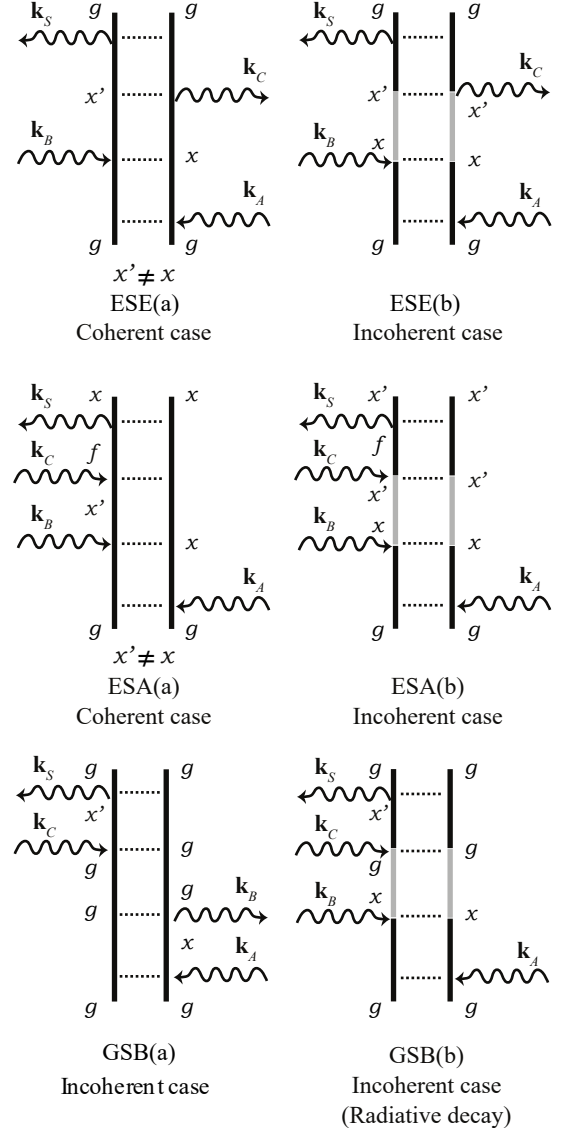 k_S g g
x' k_C
k_B x
k_A
g g
x' ≠ x
ESE(a)
Coherent case
k_S g g
x' k_C
x'
k_B x x
k_A
g g
ESE(b)
Incoherent case
k_S x x
k_C f
x'
k_B x
k_A
g g
x' ≠ x
ESA(a)
Coherent case
k_S x' x'
k_C f
x' x'
k_B x x
k_A
g g
ESA(b)
Incoherent case
k_S g g
x'
k_C g
g
g g k_B
x k_A
g g
GSB(a)
Incoherent case
k_S g g
x'
k_C g
g
k_B x x
k_A
g g
GSB(b)
Incoherent case
(Radiative decay)